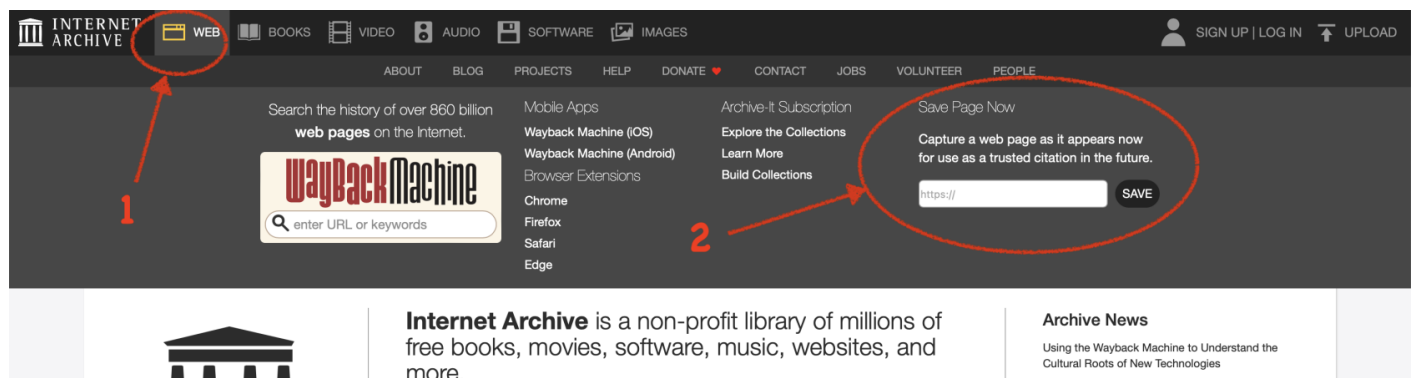 INTERNET
ARCHIVE
WEB
BOOKS
VIDEO
AUDIO
SOFTWARE
IMAGES
SIGN UP | LOG IN
UPLOAD
ABOUT
BLOG
PROJECTS
HELP
DONATE
CONTACT
JOBS
VOLUNTEER
PEOPLE
Search the history of over 860 billion
web pages on the Internet.
WayBackMachine
enter URL or keywords
Mobile Apps
Wayback Machine (iOS)
Wayback Machine (Android)
Browser Extensions
Chrome
Firefox
Safari
Edge
Archive-It Subscription
Explore the Collections
Learn More
Build Collections
Save Page Now
Capture a web page as it appears now
for use as a trusted citation in the future.
https://
SAVE
1
2
Internet Archive is a non-profit library of millions of
free books, movies, software, music, websites, and
more
Archive News
Using the Wayback Machine to Understand the
Cultural Roots of New Technologies